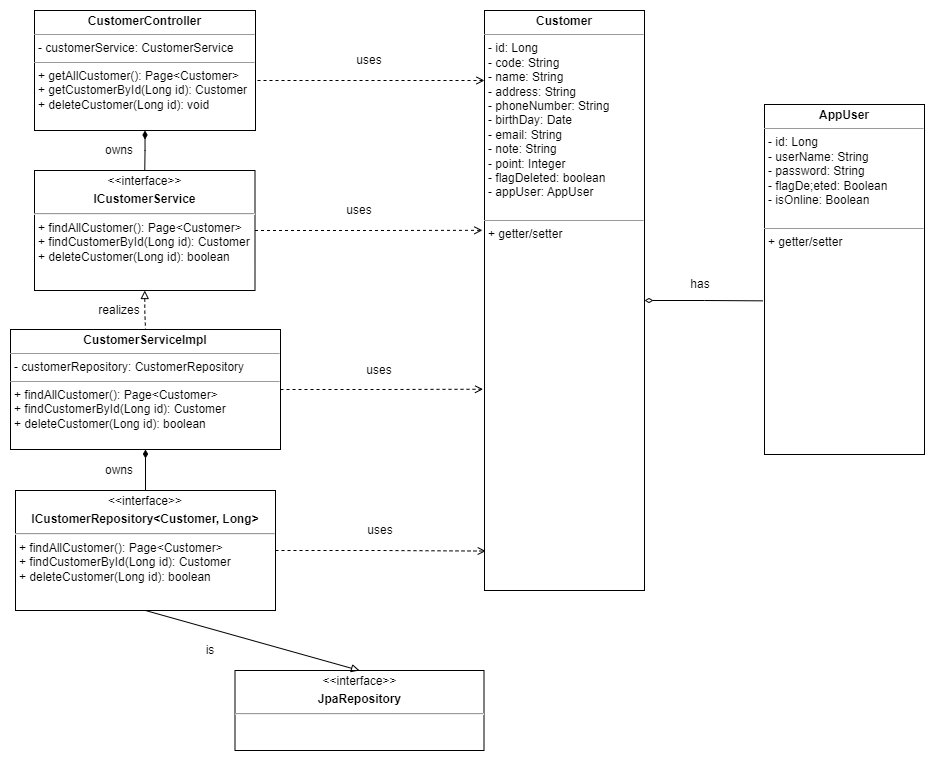 CustomerController
- customerService: CustomerService
+ getAllCustomer(): Page<Customer>
+ getCustomerById(Long id): Customer
+ deleteCustomer(Long id): void
owns
<<interface>>
ICustomerService
+ findAllCustomer(): Page<Customer>
+ findCustomerById(Long id): Customer
+ deleteCustomer(Long id): boolean
realizes
CustomerServiceImpl
- customerRepository: CustomerRepository
+ findAllCustomer(): Page<Customer>
+ findCustomerById(Long id): Customer
+ deleteCustomer(Long id): boolean
owns
<<interface>>
ICustomerRepository<Customer, Long>
+ findAllCustomer(): Page<Customer>
+ findCustomerById(Long id): Customer
+ deleteCustomer(Long id): boolean
is
<<interface>>
JpaRepository
uses
uses
uses
uses
Customer
- id: Long
- code: String
- name: String
- address: String
- phoneNumber: String
- birthDay: Date
- email: String
- note: String
- point: Integer
- flagDeleted: boolean
- appUser: AppUser
+ getter/setter
has
AppUser
- id: Long
- userName: String
- password: String
- flagDe;eted: Boolean
- isOnline: Boolean
+ getter/setter